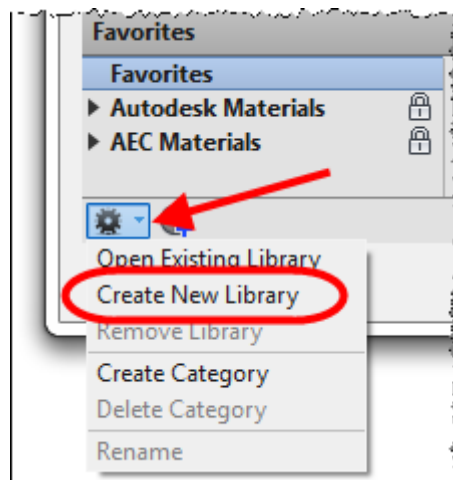 Favorites
Favorites
Autodesk Materials
AEC Materials
Open Existing Library
Create New Library
Remove Library
Create Category
Delete Category
Rename